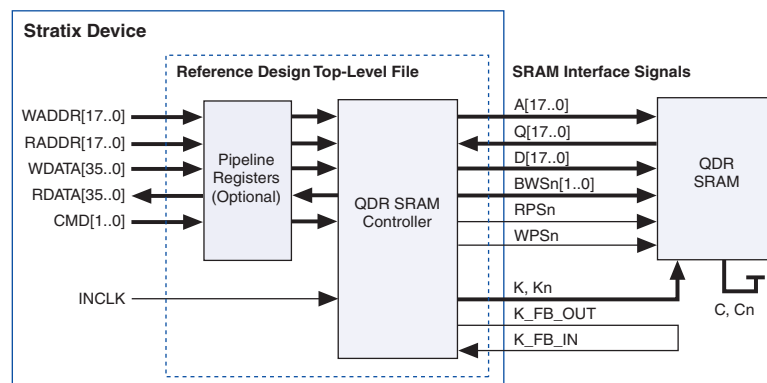 Stratix Device
Reference Design Top-Level File
SRAM Interface Signals
WADDR[17..0]
RADDR[17..0]
WDATA[35..0]
RDATA[35..0]
CMD[1..0]
INCLK
Pipeline
Registers
(Optional)
QDR SRAM
Controller
A[17..0]
Q[17..0]
D[17..0]
BWSn[1..0]
RPSn
WPSn
K, Kn
K_FB_OUT
K_FB_IN
QDR
SRAM
C, Cn